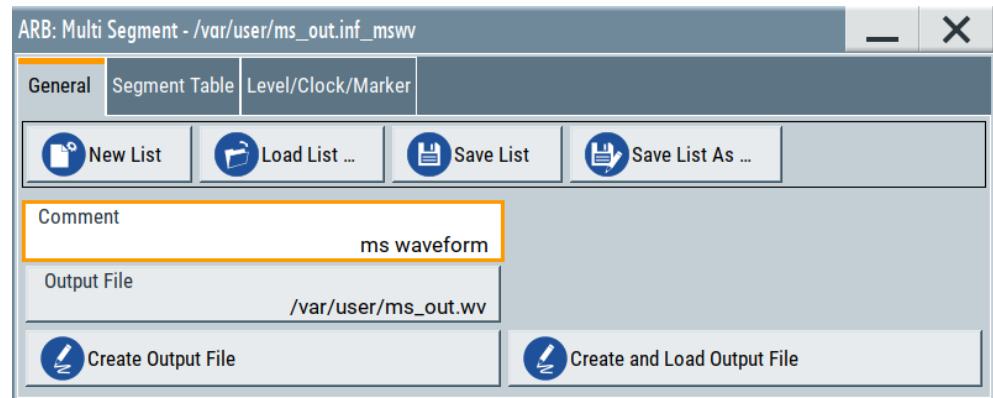 ARB: Multi Segment - /var/user/ms_out.inf_mswv
General Segment Table Level/Clock/Marker
New List Load List ... Save List Save List As ...
Comment
ms waveform
Output File
/var/user/ms_out.wv
Create Output File Create and Load Output File